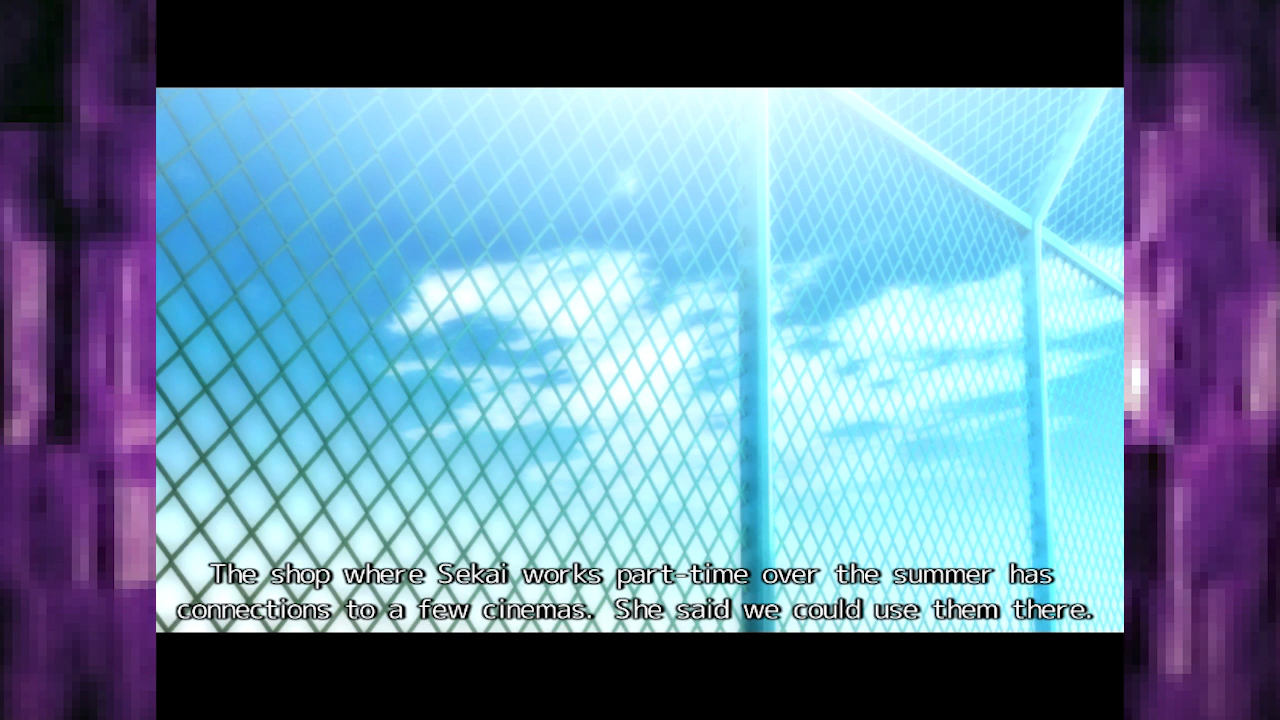 The shop where Sekai works part-time over the summer has
connections to a few cinemas. She said we could use them there.